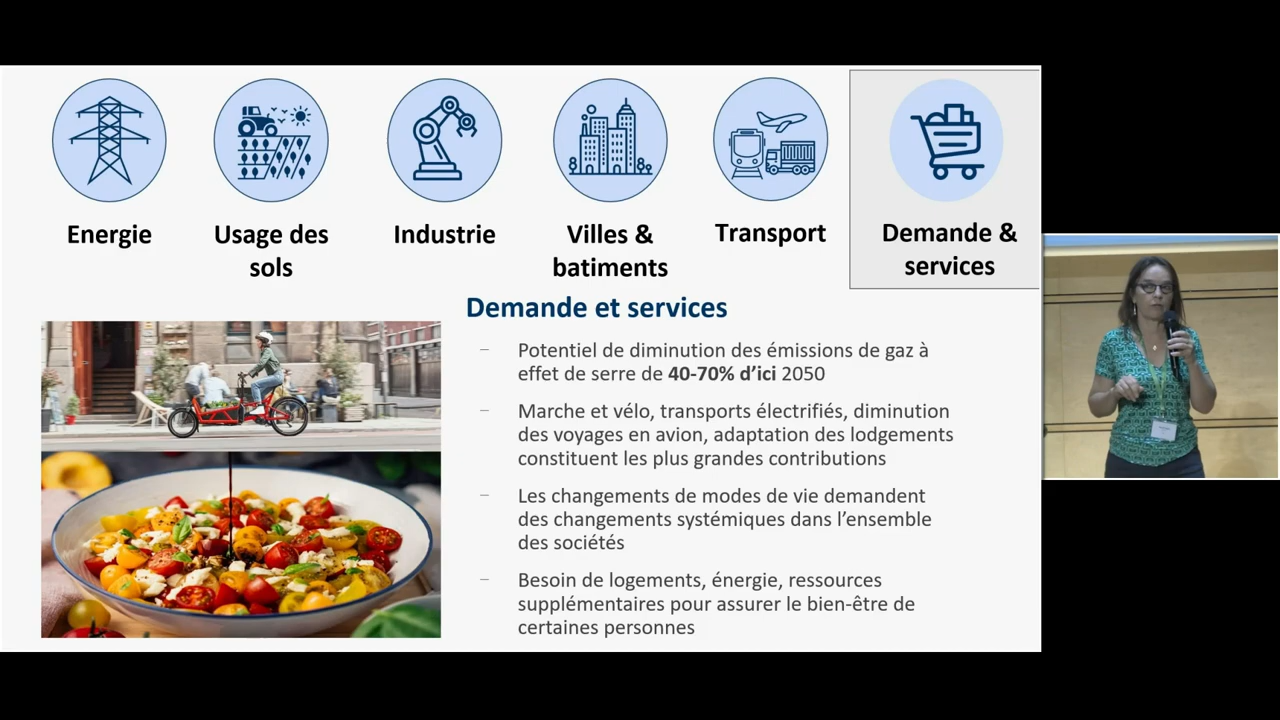 Energie
Usage des
sols
Industrie
Villes &
batiments
Transport
Demande &
services
Demande et services
– Potentiel de diminution des émissions de gaz à
effet de serre de 40-70% d’ici 2050
– Marche et vélo, transports électrifiés, diminution
des voyages en avion, adaptation des lodgements
constituent les plus grandes contributions
– Les changements de modes de vie demandent
des changements systémiques dans l’ensemble
des sociétés
– Besoin de logements, énergie, ressources
supplémentaires pour assurer le bien-être de
certaines personnes